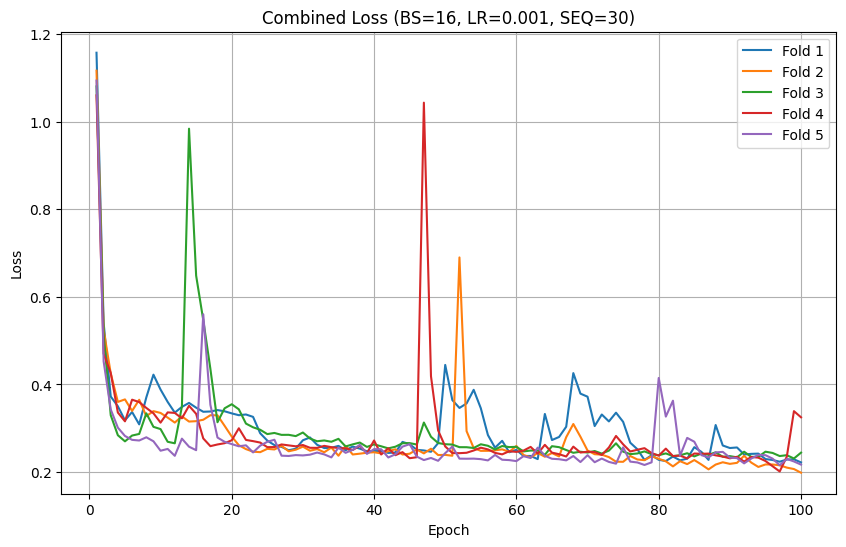 Combined Loss (BS=16, LR=0.001, SEQ=30)
Fold 1
Fold 2
Fold 3
Fold 4
Fold 5
Loss
1.2
1.0
0.8
0.6
0.4
0.2
0 20 40 60 80 100
Epoch